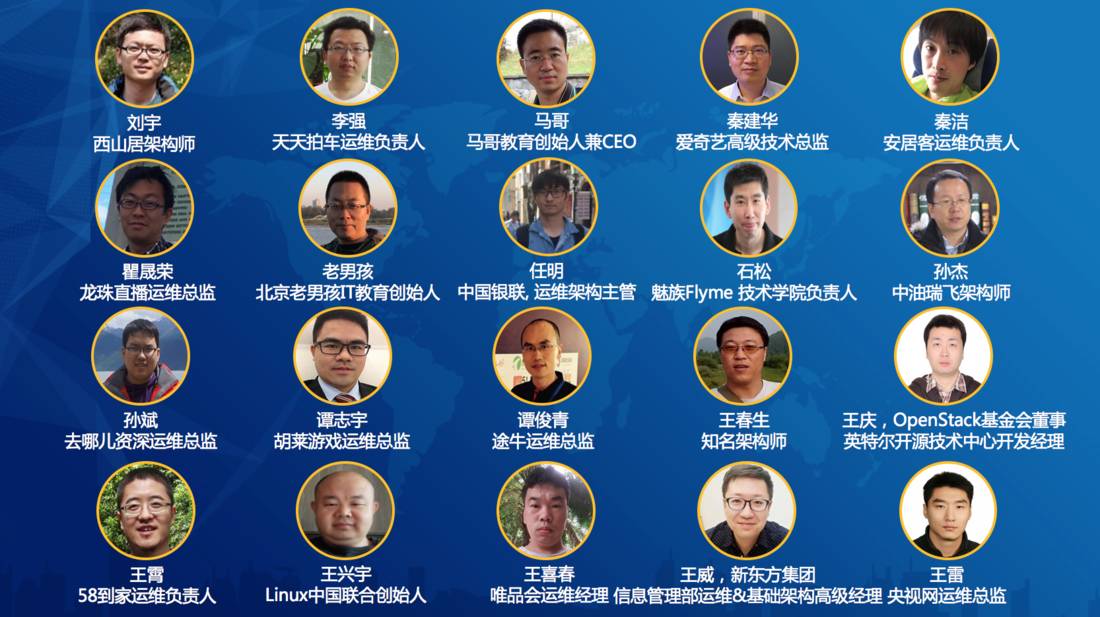 刘宇
西山居架构师
李强
天天拍车运维负责人
马哥
马哥教育创始人兼CEO
秦建华
爱奇艺高级技术总监
秦洁
安居客运维负责人
瞿晟荣
龙珠直播运维总监
老男孩
北京老男孩IT教育创始人
任明
中国银联, 运维架构主管
石松
魅族Flyme 技术学院负责人
孙杰
中油瑞飞架构师
孙斌
去哪儿资深运维总监
谭志宇
胡莱游戏运维总监
谭俊青
途牛运维总监
王春生
知名架构师
王庆，OpenStack基金会董事
英特尔开源技术中心开发经理
王霄
58到家运维负责人
王兴宇
Linux中国联合创始人
王喜春
唯品会运维经理
王威，新东方集团
信息管理部运维&基础架构高级经理
王雷
央视网运维总监